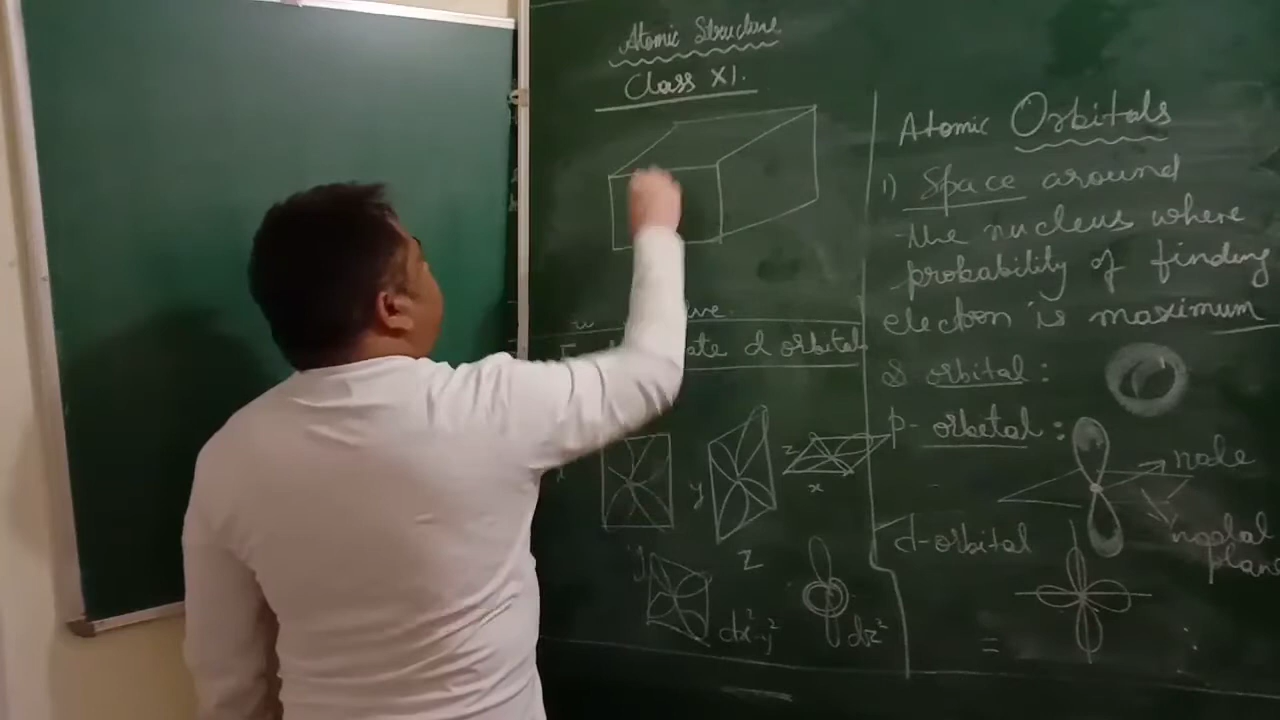 Atomic Structure
Class XI.
d orbital
y
z
x
y
z
dx²-y²
dz²
Atomic Orbitals
1) Space around
the nucleus where
probability of finding
electron is maximum
S orbital :
p- orbetal :
node
plane
d-orbital
=